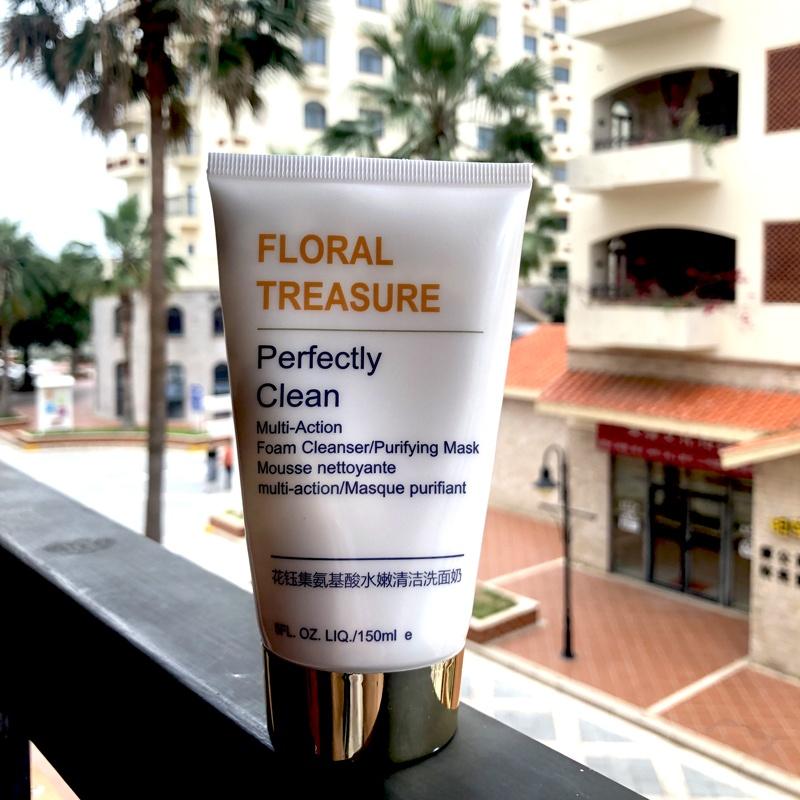 FLORAL
TREASURE
Perfectly
Clean
Multi-Action
Foam Cleanser/Purifying Mask
Mousse nettoyante
multi-action/Masque purifiant
花钰集氨基酸水嫩清洁洗面奶
FL. OZ. LIQ./150ml e